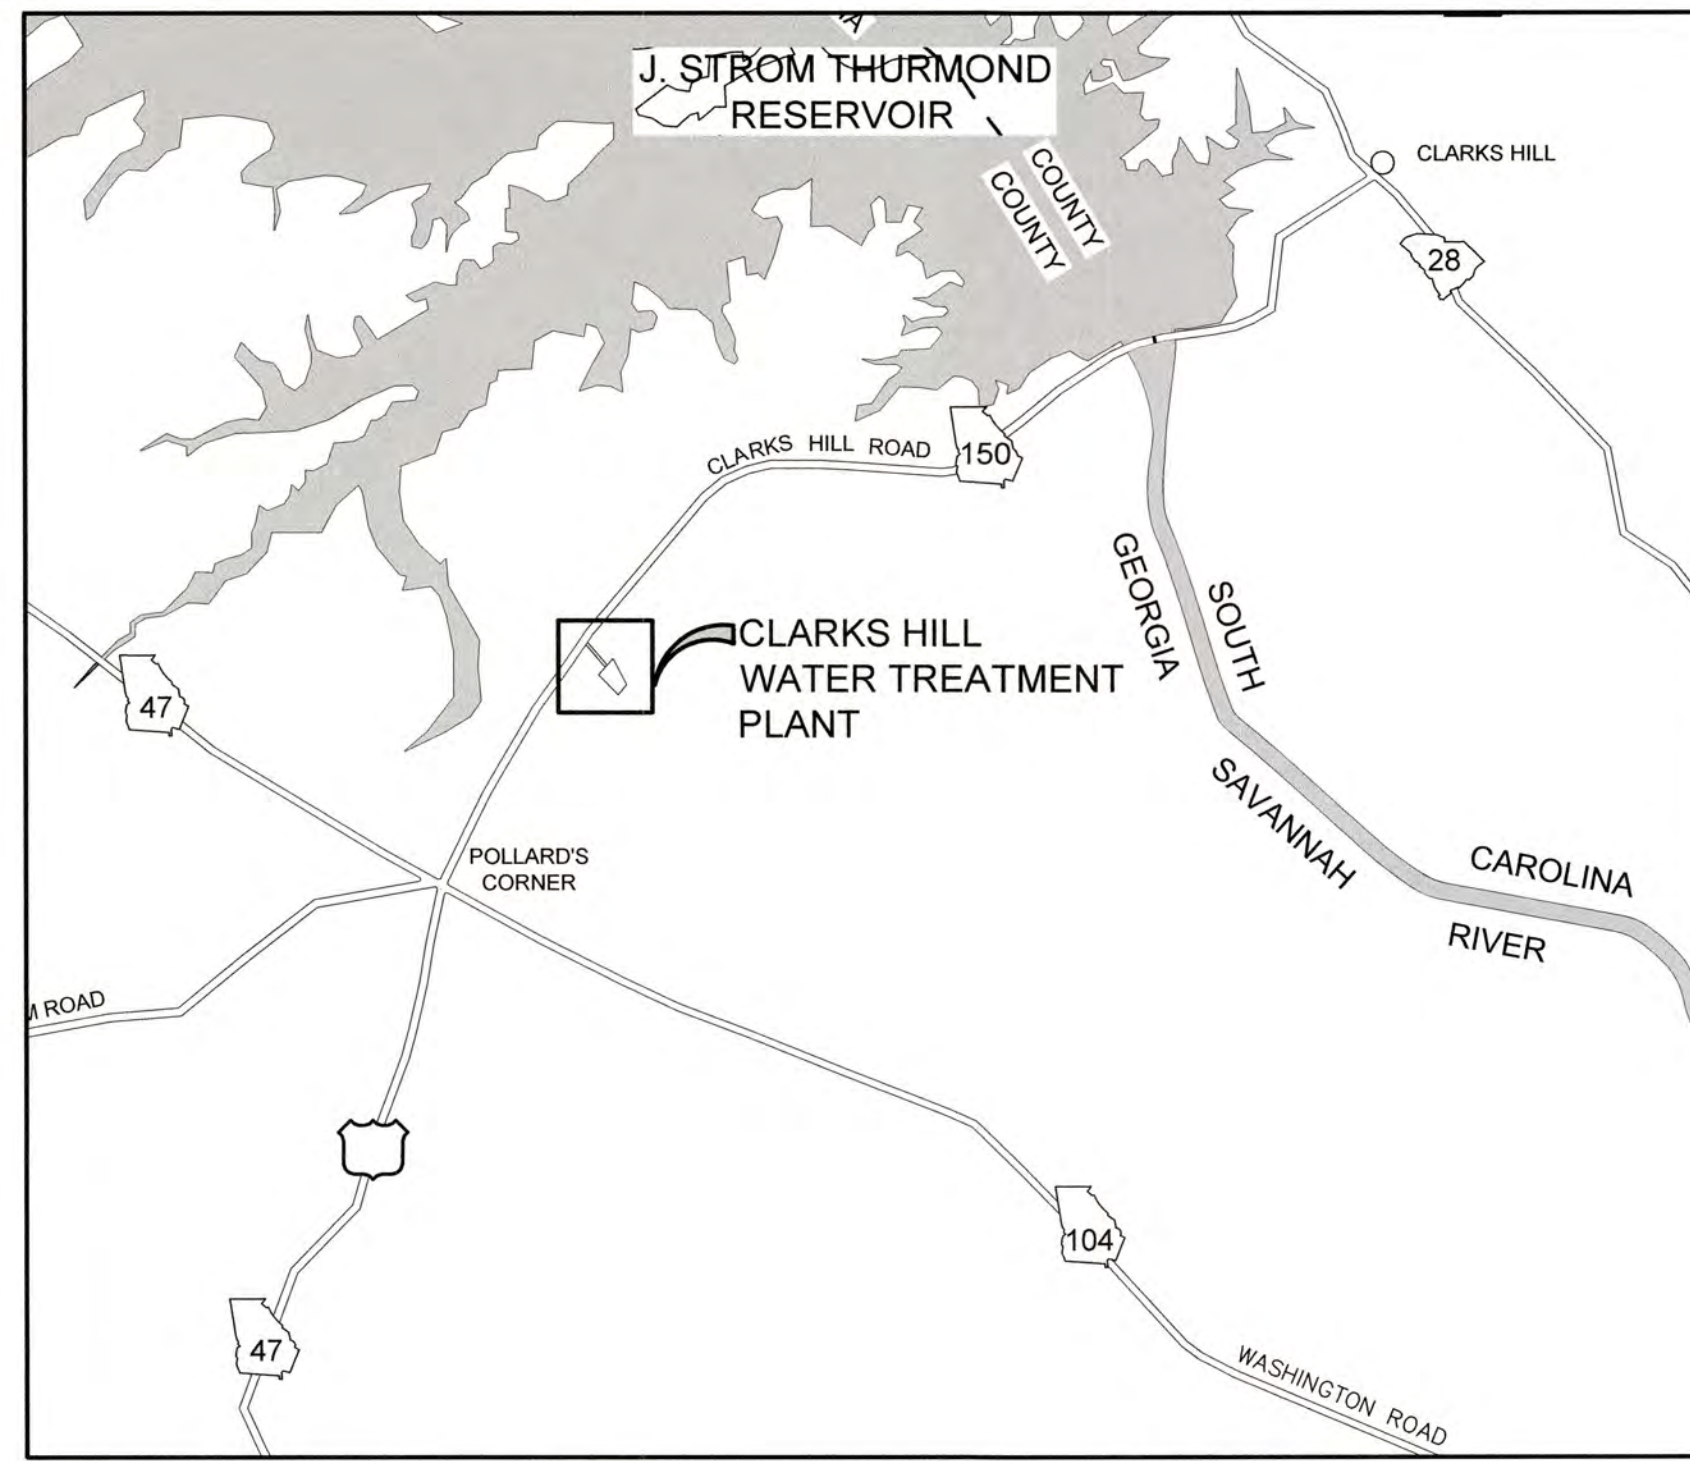 J. STROM THURMOND
RESERVOIR
COUNTY
COUNTY
CLARKS HILL
28
CLARKS HILL ROAD
150
GEORGIA
SOUTH
CLARKS HILL
WATER TREATMENT
PLANT
47
SAVANNAH
CAROLINA
RIVER
POLLARD'S
CORNER
ROAD
104
47
WASHINGTON ROAD